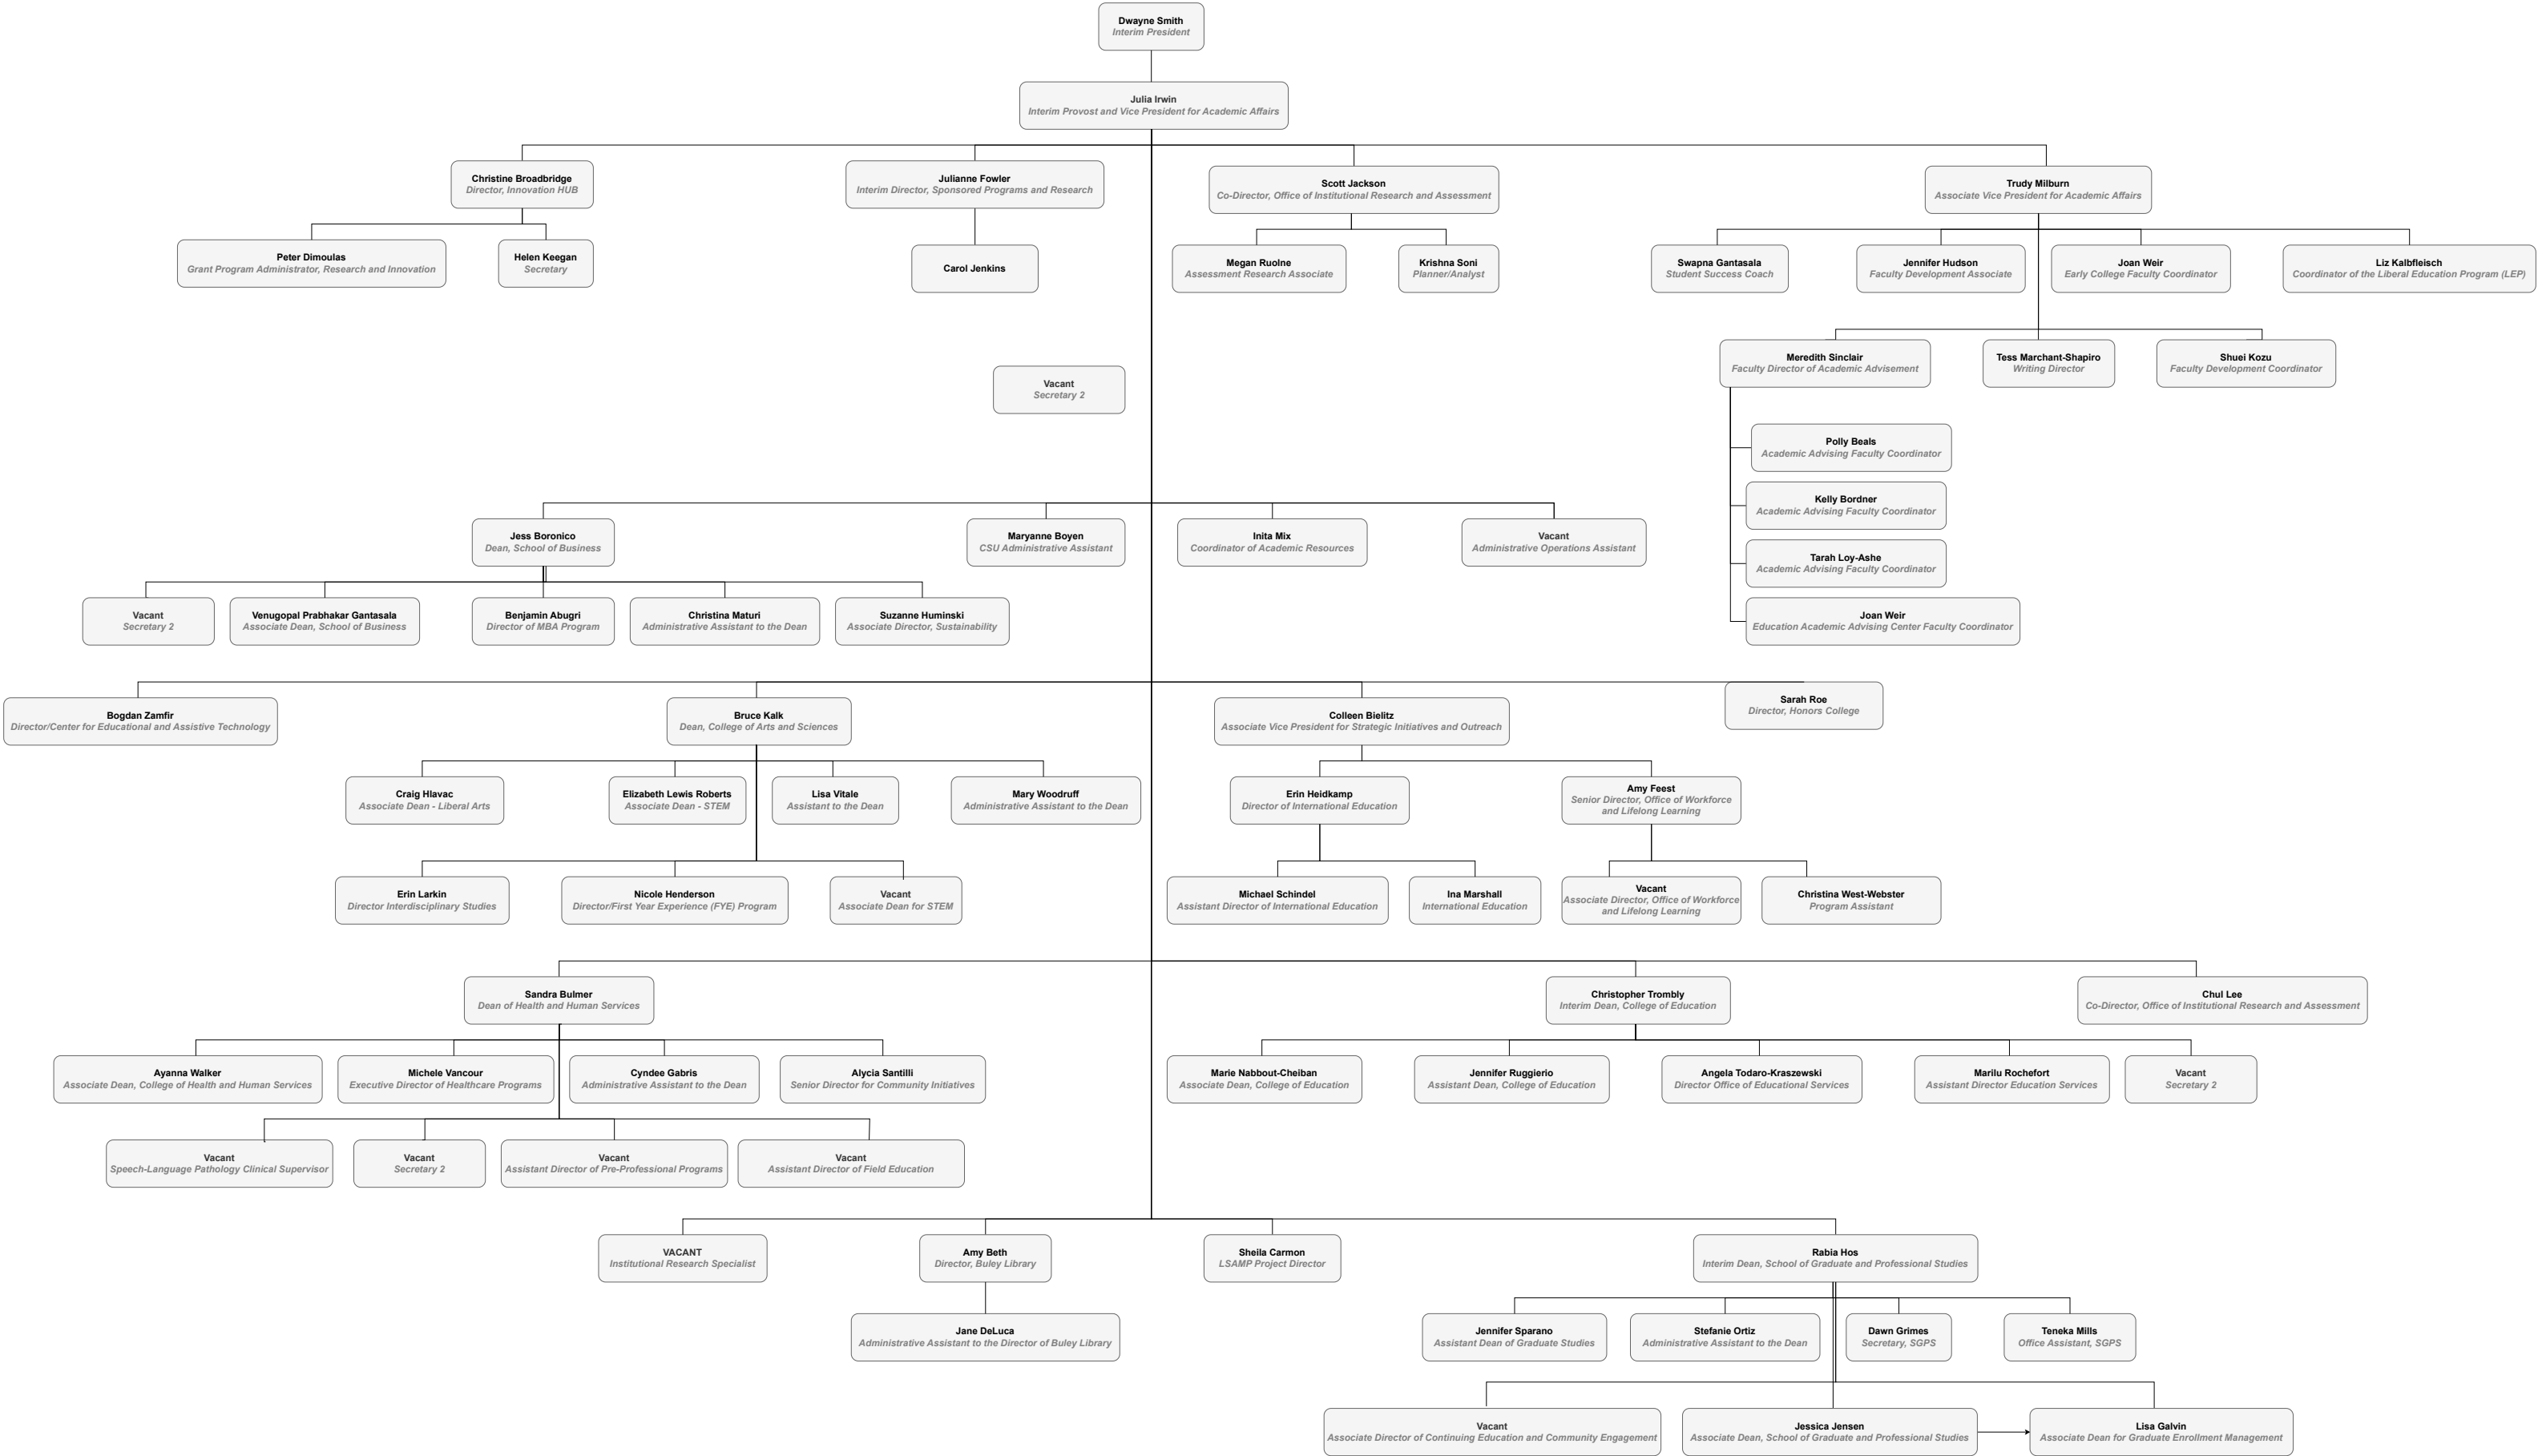 Dwayne Smith
Interim President
Julia Irwin
Interim Provost and Vice President for Academic Affairs
Christine Broadbridge
Director, Innovation HUB
Julianne Fowler
Interim Director, Sponsored Programs and Research
Scott Jackson
Co-Director, Office of Institutional Research and Assessment
Trudy Milburn
Associate Vice President for Academic Affairs
Peter Dimoulas
Grant Program Administrator, Research and Innovation
Helen Keegan
Secretary
Carol Jenkins
Megan Ruolne
Assessment Research Associate
Krishna Soni
Planner/Analyst
Swapna Gantasala
Student Success Coach
Jennifer Hudson
Faculty Development Associate
Joan Weir
Early College Faculty Coordinator
Liz Kalbfleisch
Coordinator of the Liberal Education Program (LEP)
Meredith Sinclair
Faculty Director of Academic Advisement
Tess Marchant-Shapiro
Writing Director
Shuei Kozu
Faculty Development Coordinator
Vacant
Secretary 2
Polly Beals
Academic Advising Faculty Coordinator
Kelly Bordner
Academic Advising Faculty Coordinator
Tarah Loy-Ashe
Academic Advising Faculty Coordinator
Joan Weir
Education Academic Advising Center Faculty Coordinator
Jess Boronico
Dean, School of Business
Maryanne Boyen
CSU Administrative Assistant
Inita Mix
Coordinator of Academic Resources
Vacant
Administrative Operations Assistant
Vacant
Secretary 2
Venugopal Prabhakar Gantasala
Associate Dean, School of Business
Benjamin Abugri
Director of MBA Program
Christina Maturi
Administrative Assistant to the Dean
Suzanne Huminski
Associate Director, Sustainability
Bogdan Zamfir
Director/Center for Educational and Assistive Technology
Bruce Kalk
Dean, College of Arts and Sciences
Colleen Bielitz
Associate Vice President for Strategic Initiatives and Outreach
Sarah Roe
Director, Honors College
Craig Hlavac
Associate Dean - Liberal Arts
Elizabeth Lewis Roberts
Associate Dean - STEM
Lisa Vitale
Assistant to the Dean
Mary Woodruff
Administrative Assistant to the Dean
Erin Heidkamp
Director of International Education
Amy Feest
Senior Director, Office of Workforce
and Lifelong Learning
Erin Larkin
Director Interdisciplinary Studies
Nicole Henderson
Director/First Year Experience (FYE) Program
Vacant
Associate Dean for STEM
Michael Schindel
Assistant Director of International Education
Ina Marshall
International Education
Vacant
Associate Director, Office of Workforce
and Lifelong Learning
Christina West-Webster
Program Assistant
Sandra Bulmer
Dean of Health and Human Services
Christopher Trombly
Interim Dean, College of Education
Chul Lee
Co-Director, Office of Institutional Research and Assessment
Ayanna Walker
Associate Dean, College of Health and Human Services
Michele Vancour
Executive Director of Healthcare Programs
Cyndee Gabris
Administrative Assistant to the Dean
Alycia Santilli
Senior Director for Community Initiatives
Marie Nabbout-Cheiban
Associate Dean, College of Education
Jennifer Ruggierio
Assistant Dean, College of Education
Angela Todaro-Kraszewski
Director Office of Educational Services
Marilu Rochefort
Assistant Director Education Services
Vacant
Secretary 2
Vacant
Speech-Language Pathology Clinical Supervisor
Vacant
Secretary 2
Vacant
Assistant Director of Pre-Professional Programs
Vacant
Assistant Director of Field Education
VACANT
Institutional Research Specialist
Amy Beth
Director, Buley Library
Sheila Carmon
LSAMP Project Director
Rabia Hos
Interim Dean, School of Graduate and Professional Studies
Jane DeLuca
Administrative Assistant to the Director of Buley Library
Jennifer Sparano
Assistant Dean of Graduate Studies
Stefanie Ortiz
Administrative Assistant to the Dean
Dawn Grimes
Secretary, SGPS
Teneka Mills
Office Assistant, SGPS
Vacant
Associate Director of Continuing Education and Community Engagement
Jessica Jensen
Associate Dean, School of Graduate and Professional Studies
Lisa Galvin
Associate Dean for Graduate Enrollment Management